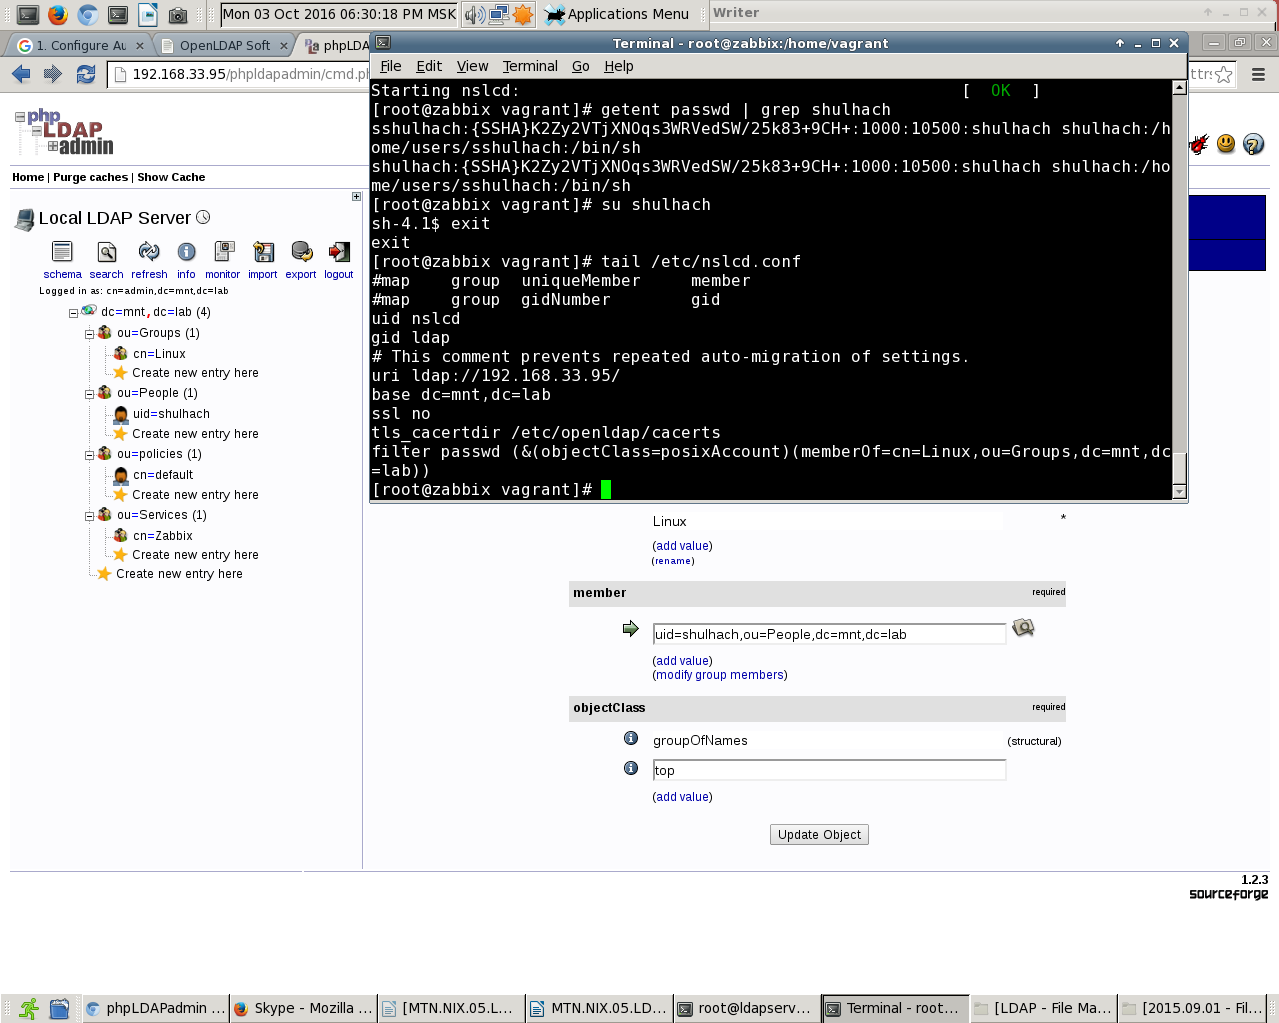 Mon 03 Oct 2016 06:30:18 PM MSK
Applications Menu
Writer
1. Configure Au
OpenLDAP Soft
phpLDA
Terminal - root@zabbix:/home/vagrant
192.168.33.95/phpldapadmin/cmd.ph
ttrs
File Edit View Terminal Go Help
Starting nslcd: [ OK ]
[root@zabbix vagrant]# getent passwd | grep shulhach
sshulhach:{SSHA}K2Zy2VTjXNOqs3WRVedSW/25k83+9CH+:1000:10500:shulhach shulhach:/h
ome/users/sshulhach:/bin/sh
shulhach:{SSHA}K2Zy2VTjXNOqs3WRVedSW/25k83+9CH+:1000:10500:shulhach shulhach:/ho
me/users/sshulhach:/bin/sh
[root@zabbix vagrant]# su shulhach
sh-4.1$ exit
exit
[root@zabbix vagrant]# tail /etc/nslcd.conf
#map group uniqueMember member
#map group gidNumber gid
uid nslcd
gid ldap
# This comment prevents repeated auto-migration of settings.
uri ldap://192.168.33.95/
base dc=mnt,dc=lab
ssl no
tls_cacertdir /etc/openldap/cacerts
filter passwd (&(objectClass=posixAccount)(memberOf=cn=Linux,ou=Groups,dc=mnt,dc
=lab))
[root@zabbix vagrant]#
php
LDAP
admin
Home | Purge caches | Show Cache
Local LDAP Server
schema search refresh info monitor import export logout
Logged in as: cn=admin,dc=mnt,dc=lab
dc=mnt,dc=lab (4)
ou=Groups (1)
cn=Linux
Create new entry here
ou=People (1)
uid=shulhach
Create new entry here
ou=policies (1)
cn=default
Create new entry here
ou=Services (1)
cn=Zabbix
Create new entry here
Create new entry here
Linux *
(add value)
(rename)
member required
uid=shulhach,ou=People,dc=mnt,dc=lab
(add value)
(modify group members)
objectClass required
groupOfNames (structural)
top
(add value)
Update Object
1.2.3
sourceforge
phpLDAPadmin ...
Skype - Mozilla ...
[MTN.NIX.05.L...
MTN.NIX.05.LD...
root@ldapserv...
Terminal - root...
[LDAP - File Ma...
[2015.09.01 - Fil...